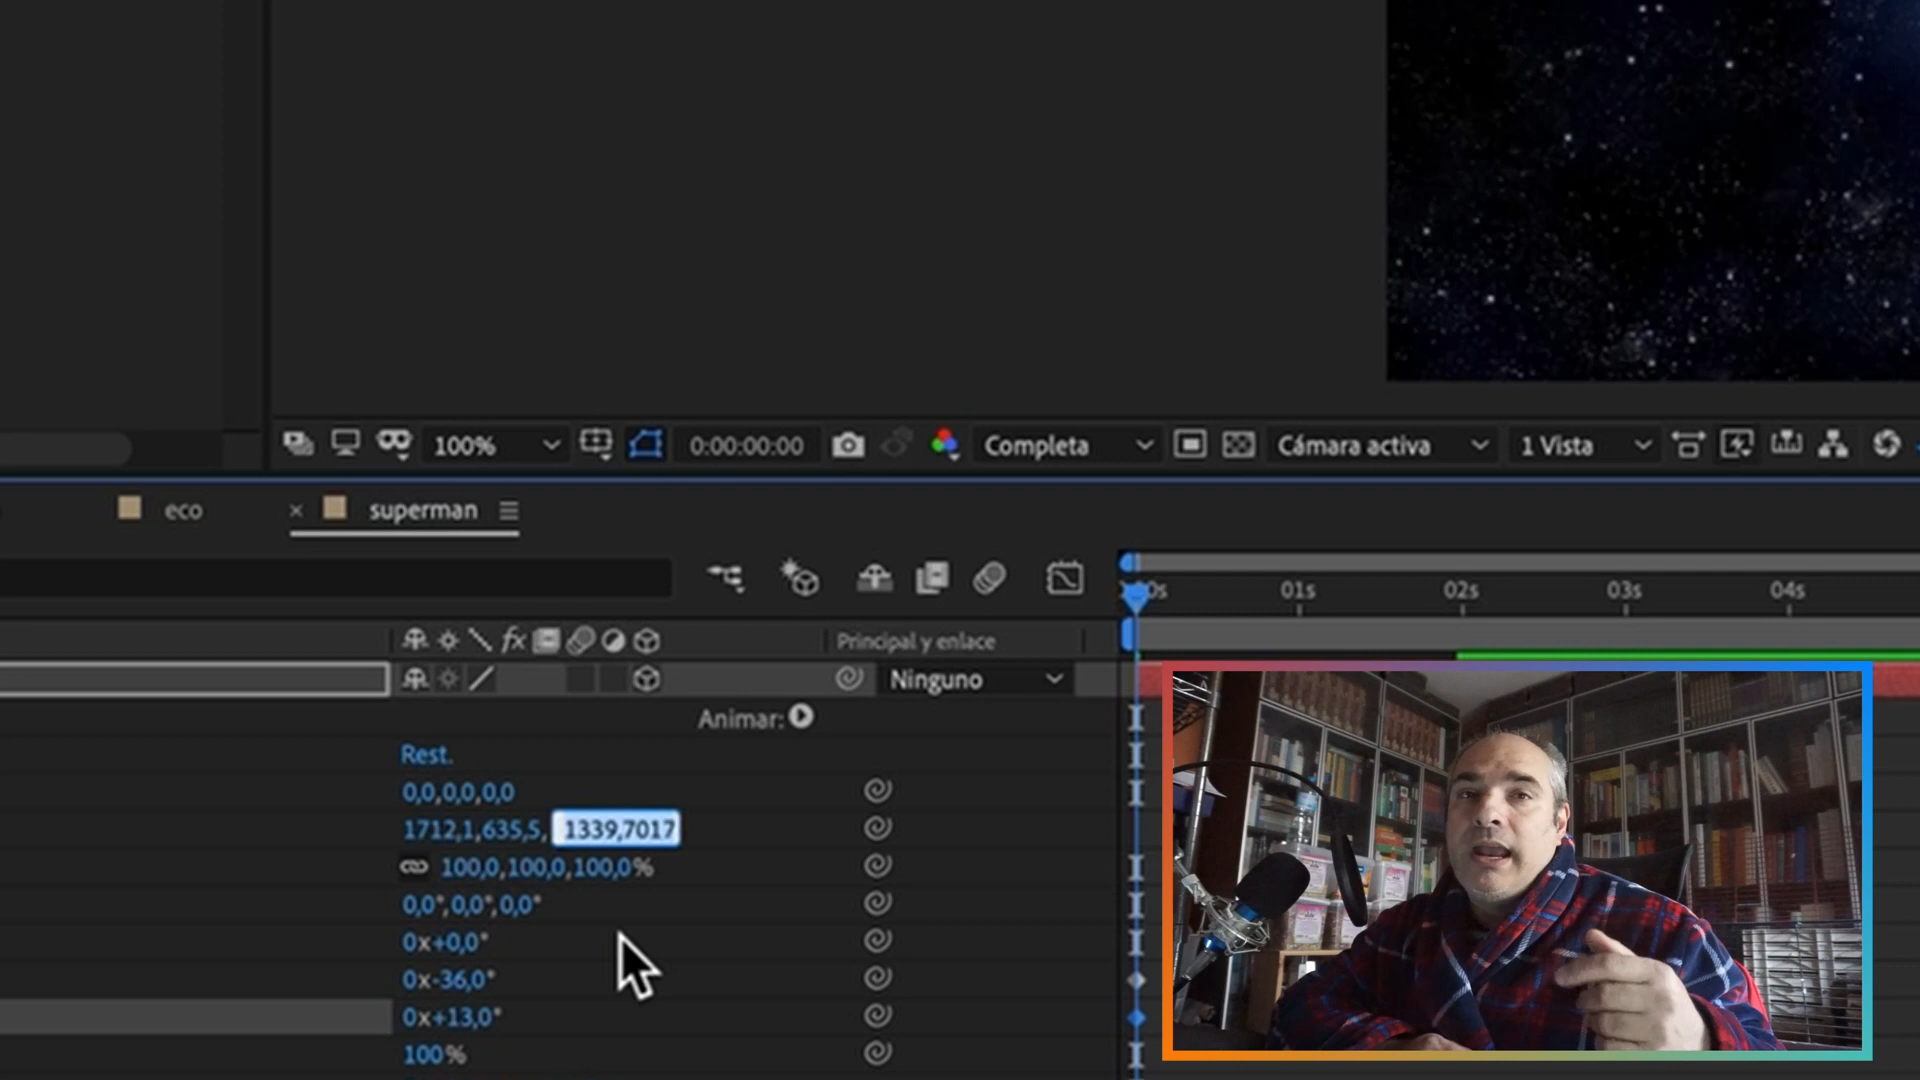 100% 0:00:00:00 Completa Cámara activa 1 Vista
eco × superman
0s 01s 02s 03s 04s
fx Principal y enlace
Ninguno
Animar:
Rest.
0,0,0,0,0,0
1712,1,635,5, 1339,7017
100,0,100,0,100,0%
0,0°,0,0°,0,0°
0x+0,0°
0x-36,0°
0x+13,0°
100%